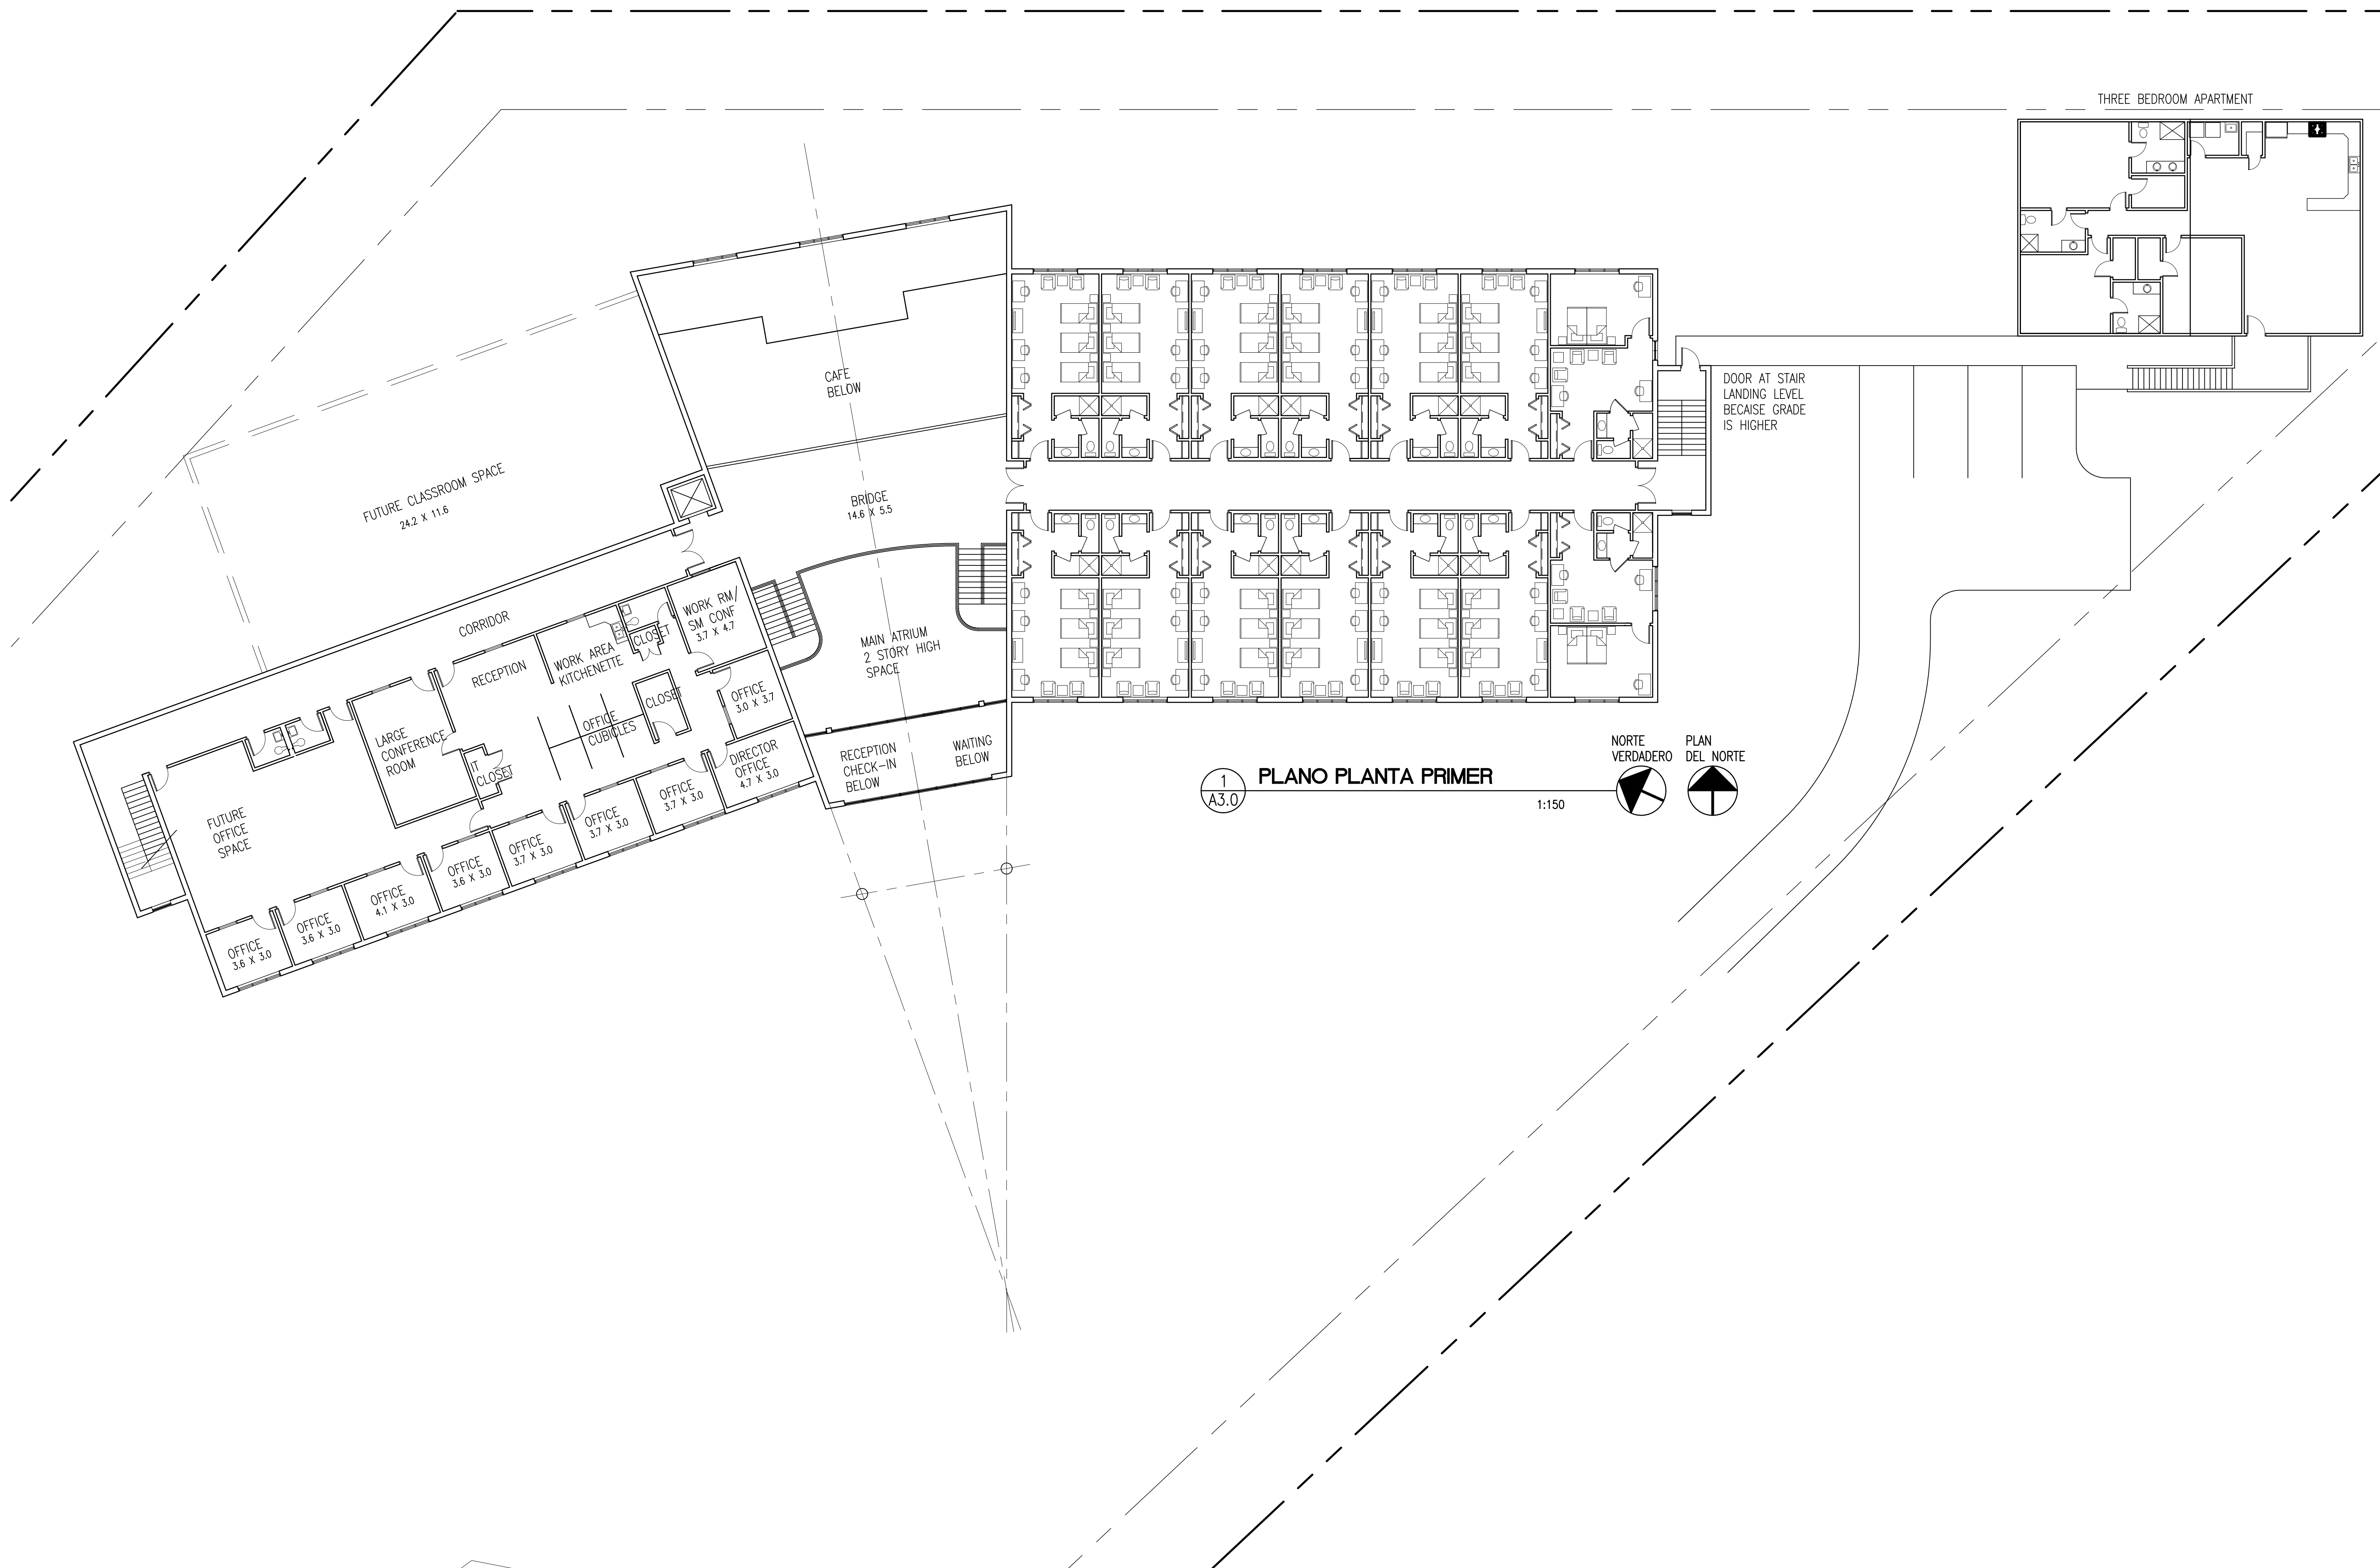 THREE BEDROOM APARTMENT
CAFE
BELOW
DOOR AT STAIR
LANDING LEVEL
BECAISE GRADE
IS HIGHER
FUTURE CLASSROOM SPACE
24.2 X 11.6
BRIDGE
14.6 X 5.5
CORRIDOR
WORK RM/
SM CONF
3.7 X 4.7
CLOSET
WORK AREA
KITCHENETTE
RECEPTION
MAIN ATRIUM
2 STORY HIGH
SPACE
OFFICE
3.0 X 3.7
CLOSET
OFFICE
CUBICLES
LARGE
CONFERENCE
ROOM
IT
CLOSET
DIRECTOR
OFFICE
4.7 X 3.0
RECEPTION
CHECK-IN
BELOW
WAITING
BELOW
FUTURE
OFFICE
SPACE
OFFICE
3.7 X 3.0
OFFICE
3.7 X 3.0
OFFICE
3.7 X 3.0
OFFICE
3.6 X 3.0
OFFICE
4.1 X 3.0
OFFICE
3.6 X 3.0
OFFICE
3.6 X 3.0
1
A3.0
PLANO PLANTA PRIMER
1:150
NORTE
VERDADERO
PLAN
DEL NORTE